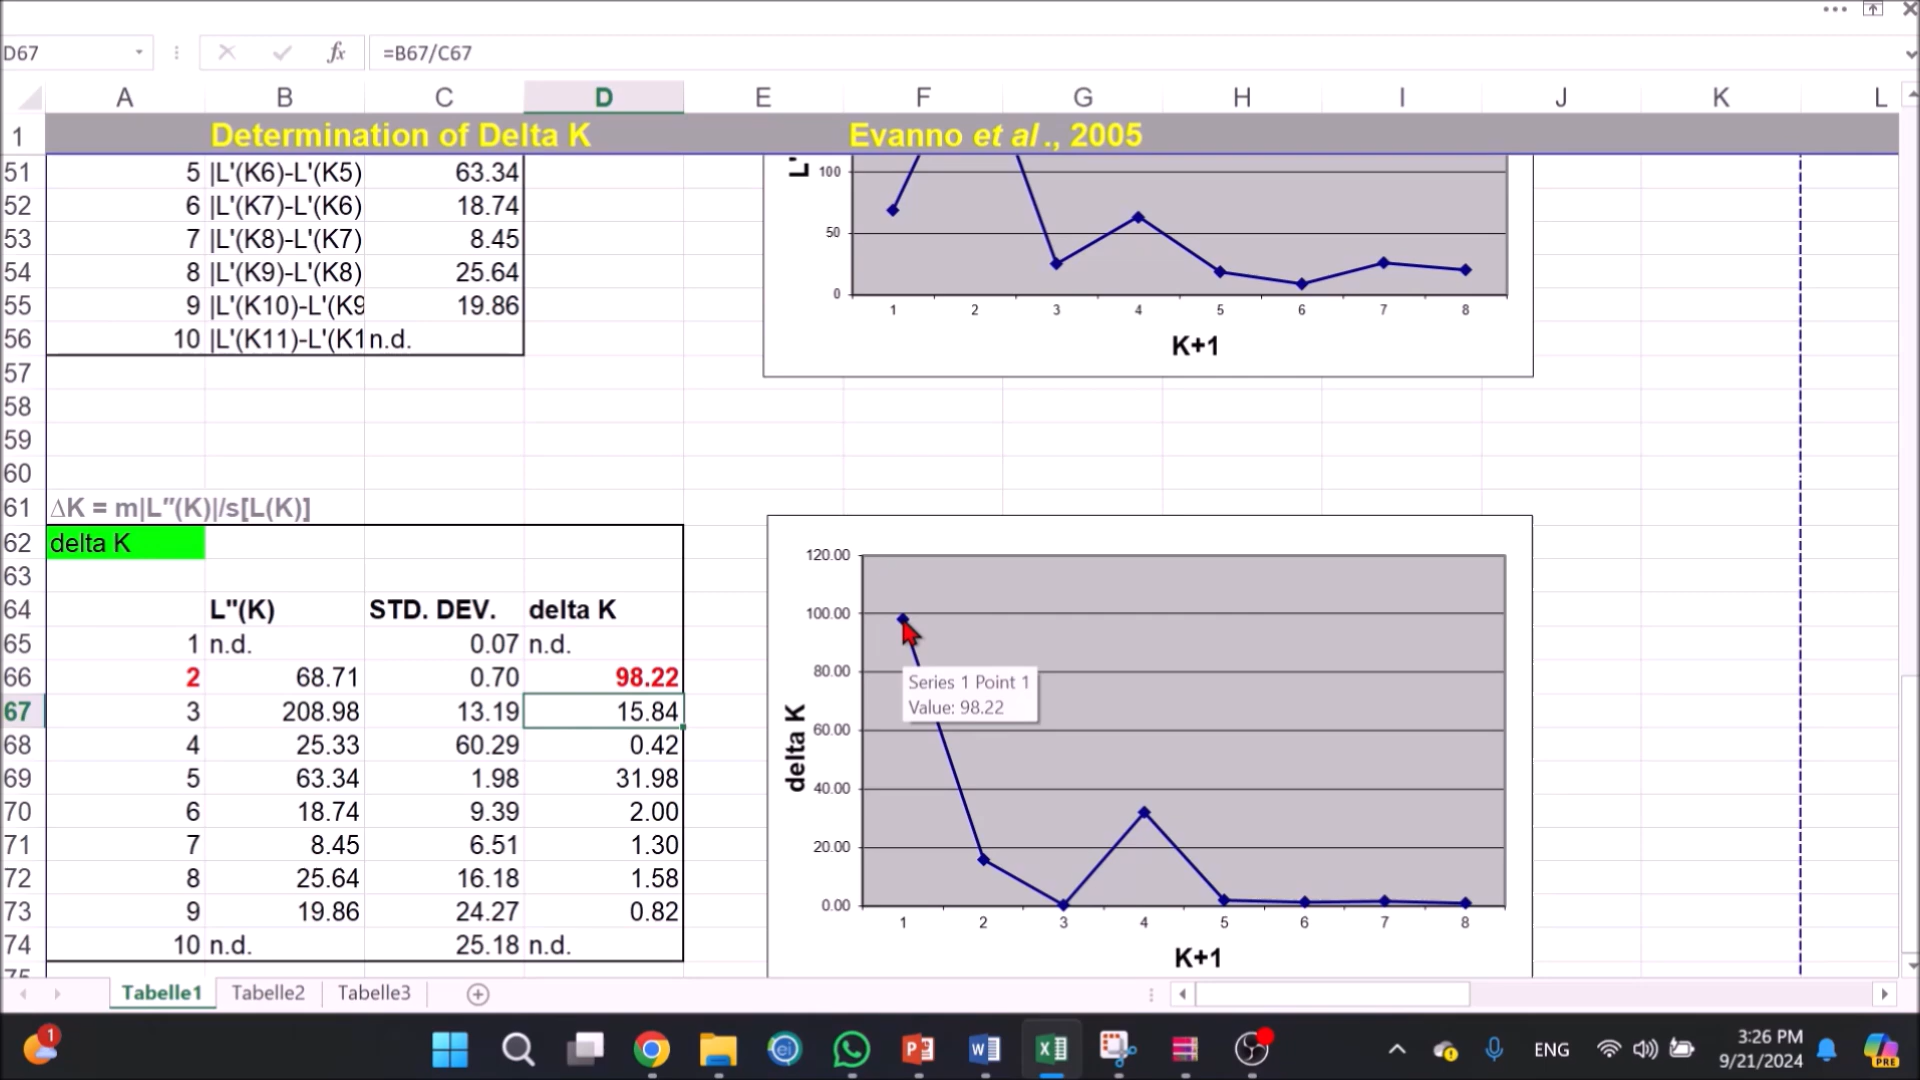 D67
fx
=B67/C67
A B C D E F G H I J K L
1 Determination of Delta K Evanno et al., 2005
51 5 |L'(K6)-L'(K5) 63.34
52 6 |L'(K7)-L'(K6) 18.74
53 7 |L'(K8)-L'(K7) 8.45
54 8 |L'(K9)-L'(K8) 25.64
55 9 |L'(K10)-L'(K9 19.86
56 10 |L'(K11)-L'(K1 n.d.
57
58
59
60
61 ∆K = m|L″(K)|/s[L(K)]
62 delta K
63
64 L"(K) STD. DEV. delta K
65 1 n.d. 0.07 n.d.
66 2 68.71 0.70 98.22
67 3 208.98 13.19 15.84
68 4 25.33 60.29 0.42
69 5 63.34 1.98 31.98
70 6 18.74 9.39 2.00
71 7 8.45 6.51 1.30
72 8 25.64 16.18 1.58
73 9 19.86 24.27 0.82
74 10 n.d. 25.18 n.d.
100
50
0
1 2 3 4 5 6 7 8
K+1
120.00
100.00
80.00
60.00
40.00
20.00
0.00
delta K
Series 1 Point 1
Value: 98.22
1 2 3 4 5 6 7 8
K+1
Tabelle1 Tabelle2 Tabelle3
1
ENG
3:26 PM
9/21/2024
PRE